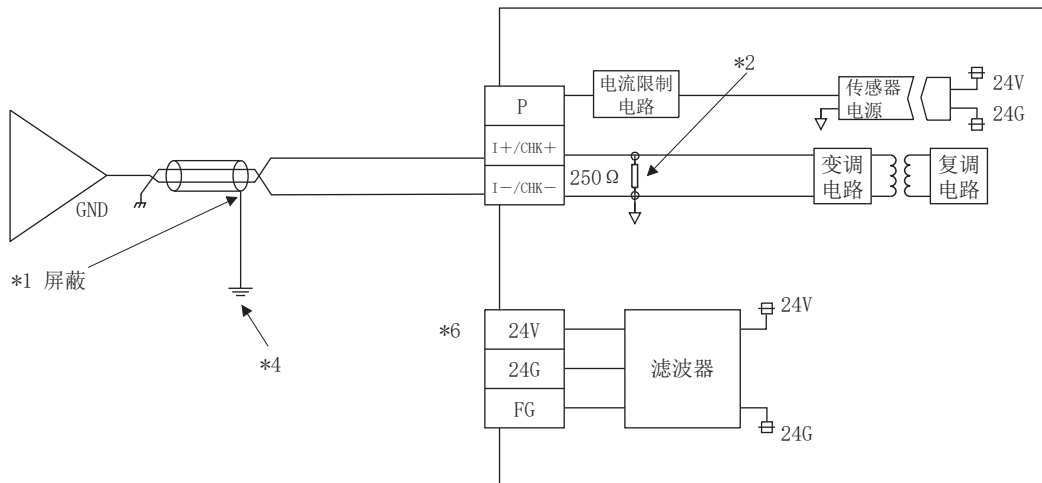 *2
电流限制
电路
传感器
电源
24V
24G
P
I+/CHK+
I-/CHK-
250Ω
变调
电路
复调
电路
GND
*1 屏蔽
*4
*6
24V
24G
FG
滤波器
24V
24G